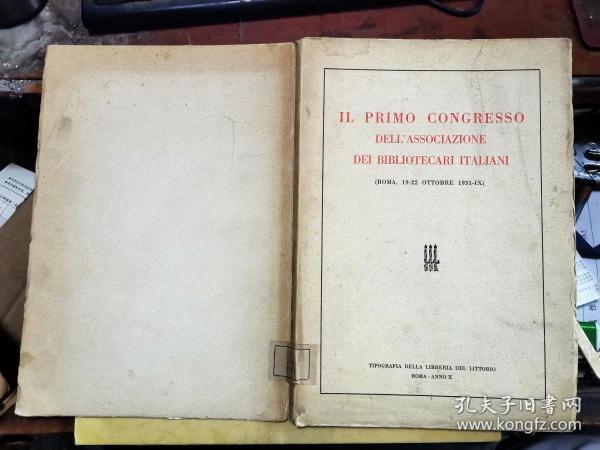 IL PRIMO CONGRESSO
DELL'ASSOCIAZIONE
DEI BIBLIOTECARI ITALIANI
(ROMA, 19-22 OTTOBRE 1931-IX)
TIPOGRAFIA DELLA LIBRERIA DEL LITTORIO
ROMA - ANNO X
孔夫子旧书网
www.kongfz.com